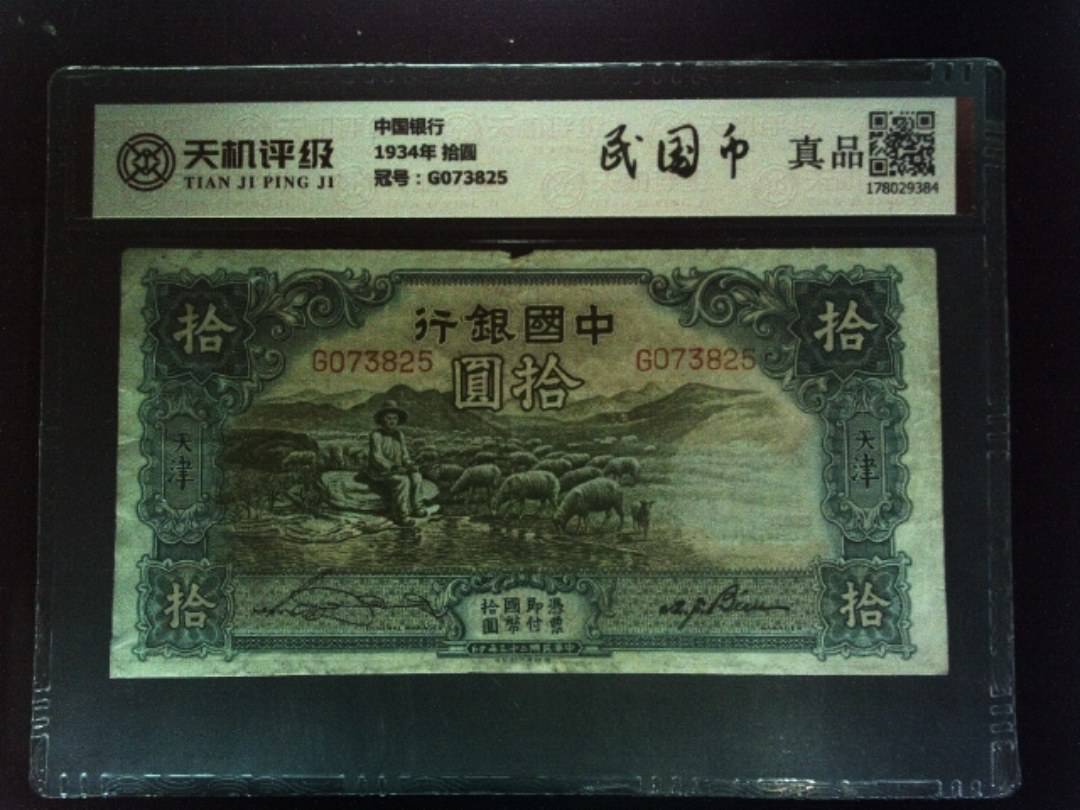 天机评级
TIAN JI PING JI
中国银行
1934年 拾圆
冠号：G073825
民国币
真品
178029384
拾
拾
行銀國中
G073825
G073825
圓拾
天津
天津
拾
拾
憑票
即付
國幣
拾圓